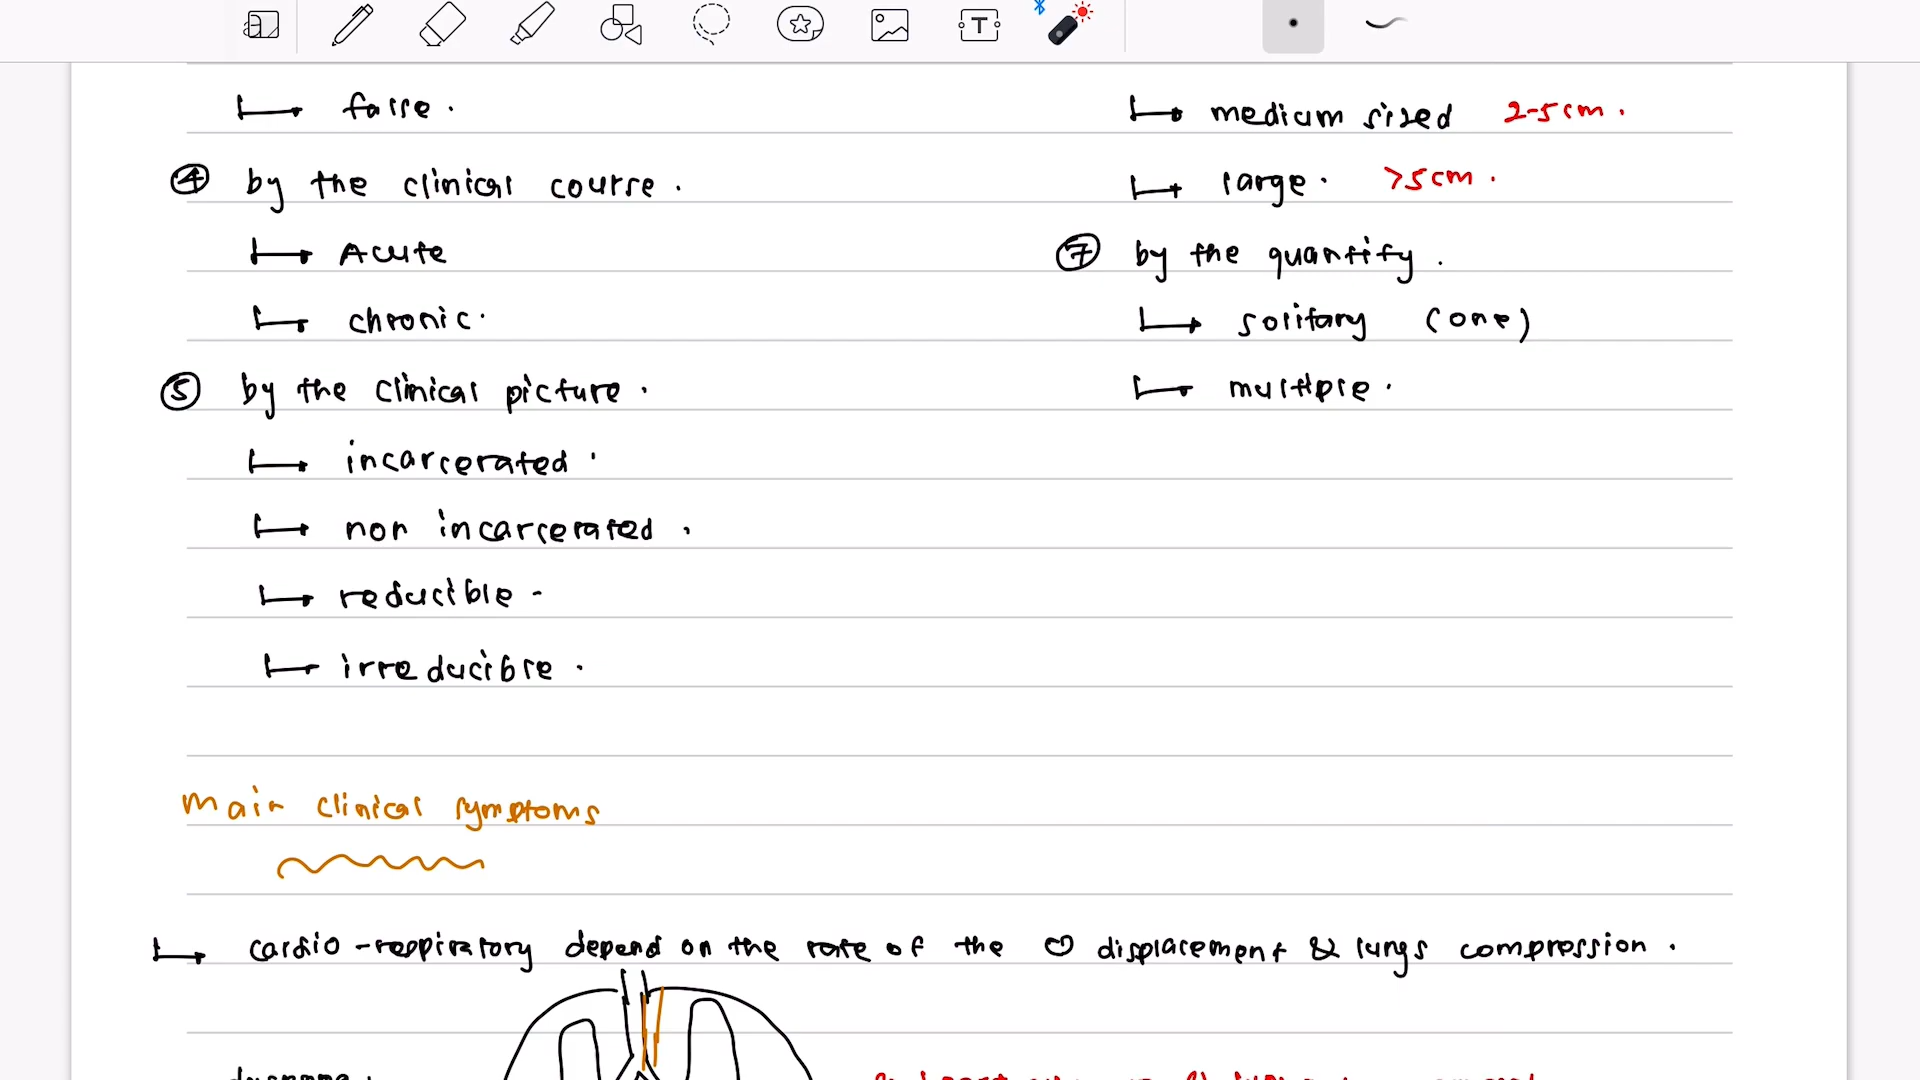 false.
④ by the clinical course.
Acute
chronic.
⑤ by the clinical picture.
incarcerated.
non incarcerated.
reducible.
irreducible.
medium sized 2-5cm.
large. >5cm.
⑦ by the quantity.
solitary (one)
multiple.
Main clinical symptoms
cardio-respiratory depend on the rate of the displacement & lungs compression.